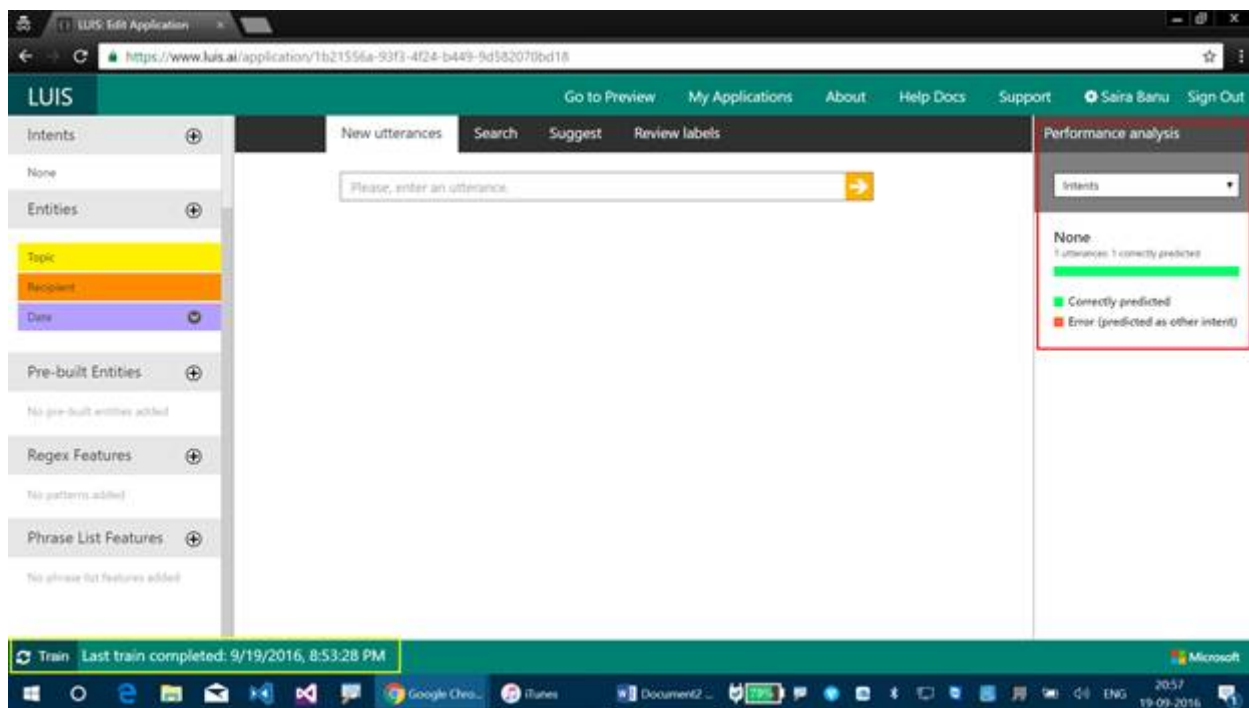 LUIS: Edit Application
https://www.luis.ai/application/1b21556a-93f3-4f24-b449-9d582070bd18
LUIS Go to Preview My Applications About Help Docs Support Saira Banu Sign Out
Intents
None
Entities
Topic
Recipient
Date
Pre-built Entities
No pre-built entities added
Regex Features
No patterns added
Phrase List Features
No phrase list features added
New utterances Search Suggest Review labels
Please, enter an utterance.
Performance analysis
Intents
None
1 utterances: 1 correctly predicted
Correctly predicted
Error (predicted as other intent)
Train Last train completed: 9/19/2016, 8:53:28 PM
Microsoft
Google Chro... iTunes Document2 - 79% ENG 20:57
19-09-2016